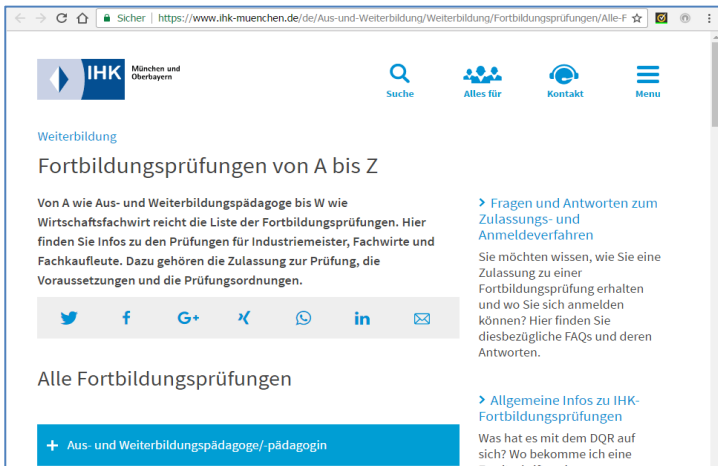 Sicher | https://www.ihk-muenchen.de/de/Aus-und-Weiterbildung/Weiterbildung/Fortbildungsprüfungen/Alle-F
IHK München und
Oberbayern
Suche Alles für Kontakt Menu
Weiterbildung
Fortbildungsprüfungen von A bis Z
Von A wie Aus- und Weiterbildungspädagoge bis W wie
Wirtschaftsfachwirt reicht die Liste der Fortbildungsprüfungen. Hier
finden Sie Infos zu den Prüfungen für Industriemeister, Fachwirte und
Fachkaufleute. Dazu gehören die Zulassung zur Prüfung, die
Voraussetzungen und die Prüfungsordnungen.
G+ in
Alle Fortbildungsprüfungen
+ Aus- und Weiterbildungspädagoge/-pädagogin
> Fragen und Antworten zum
Zulassungs- und
Anmeldeverfahren
Sie möchten wissen, wie Sie eine
Zulassung zu einer
Fortbildungsprüfung erhalten
und wo Sie sich anmelden
können? Hier finden Sie
diesbezügliche FAQs und deren
Antworten.
> Allgemeine Infos zu IHK-
Fortbildungsprüfungen
Was hat es mit dem DQR auf
sich? Wo bekomme ich eine